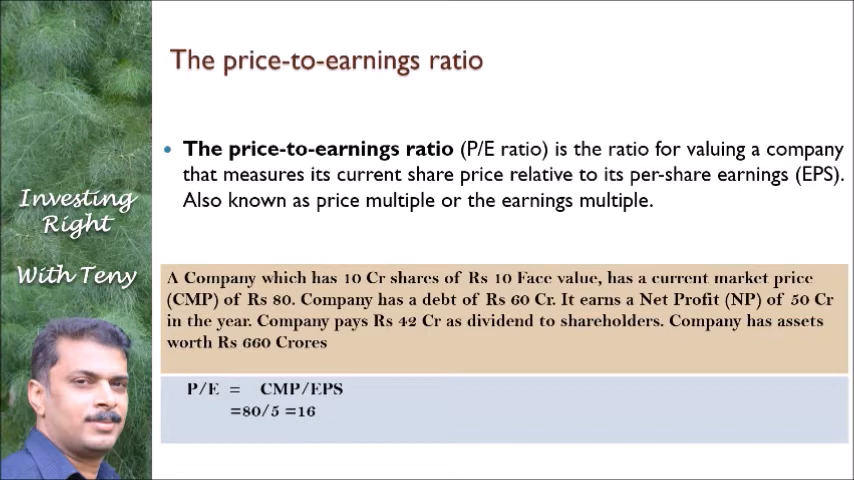 The price-to-earnings ratio
The price-to-earnings ratio (P/E ratio) is the ratio for valuing a company
that measures its current share price relative to its per-share earnings (EPS).
Also known as price multiple or the earnings multiple.
Investing
Right
With Teny
A Company which has 10 Cr shares of Rs 10 Face value, has a current market price
(CMP) of Rs 80. Company has a debt of Rs 60 Cr. It earns a Net Profit (NP) of 50 Cr
in the year. Company pays Rs 42 Cr as dividend to shareholders. Company has assets
worth Rs 660 Crores
P/E = CMP/EPS
=80/5 =16